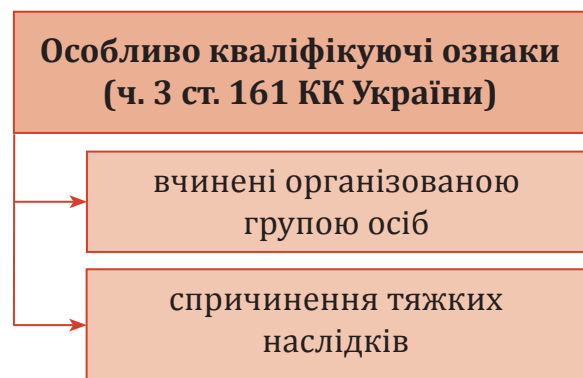 Особливо кваліфікуючі ознаки
(ч. 3 ст. 161 КК України)
вчинені організованою
групою осіб
спричинення тяжких
наслідків